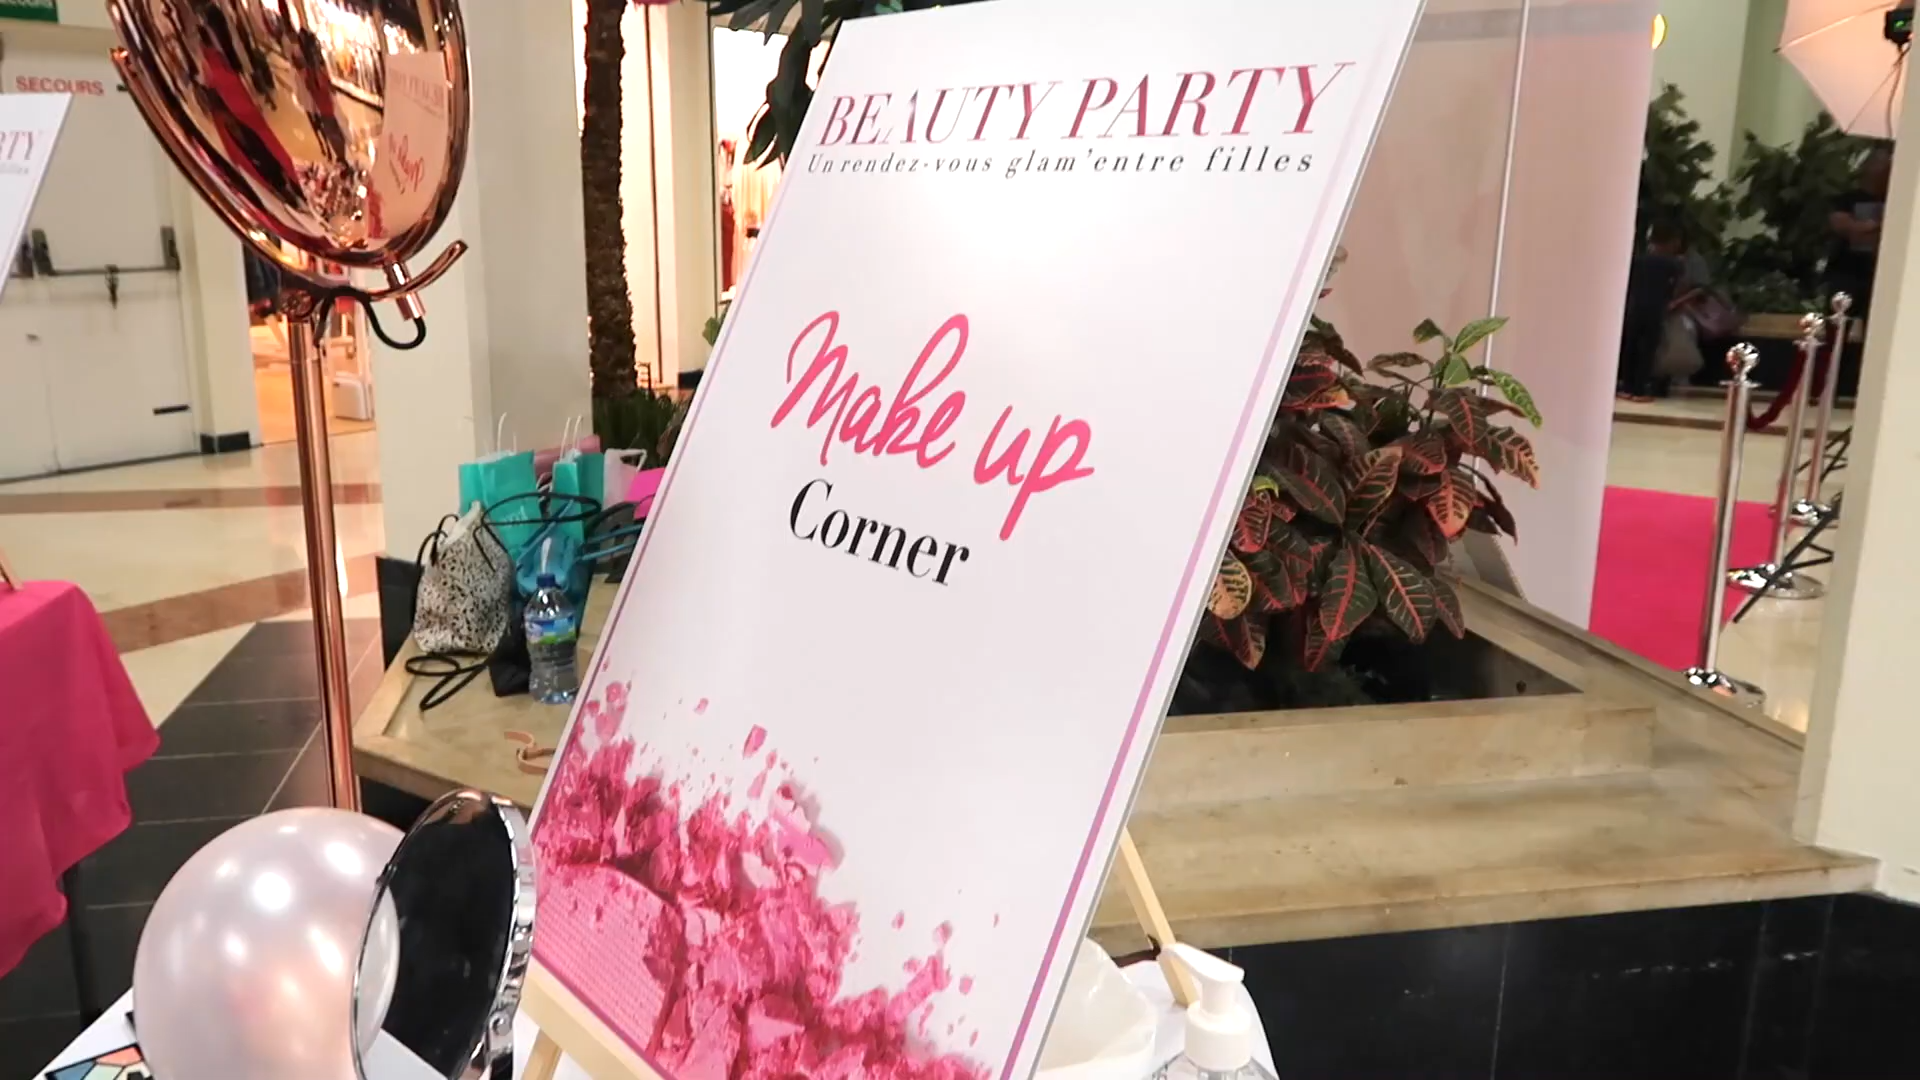 SECOURS
BEAUTY PARTY
Un rendez-vous glam'entre filles
Make up
Corner